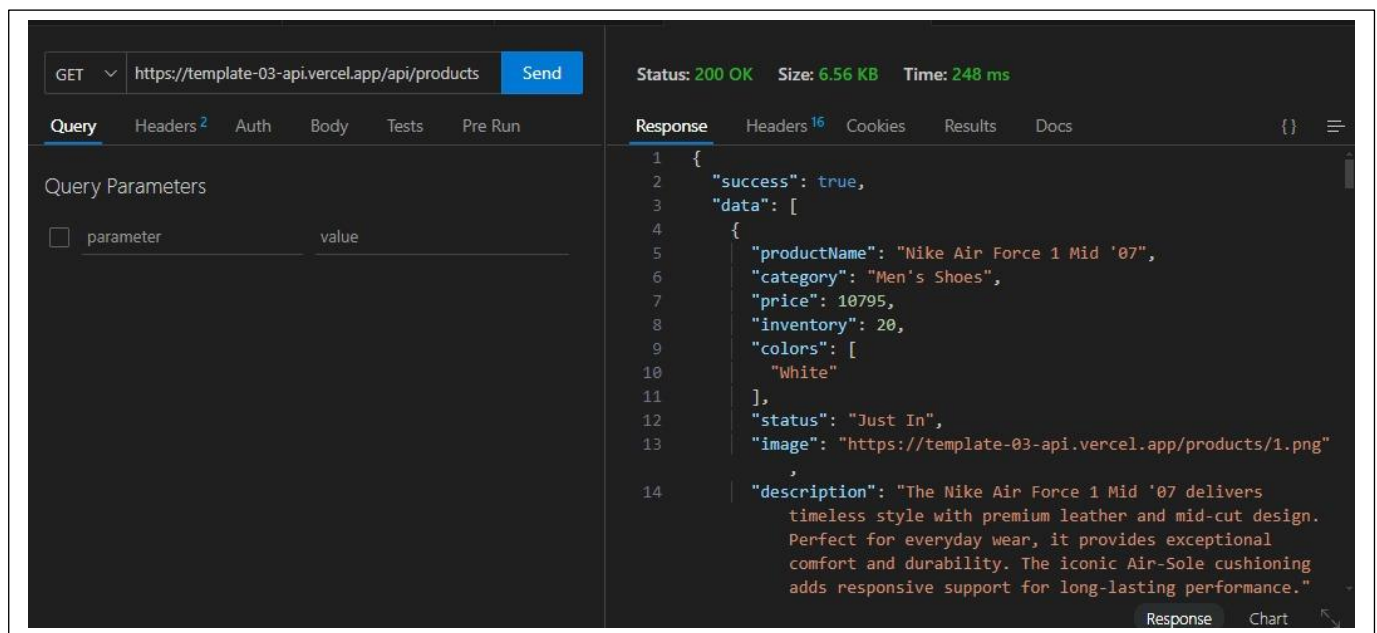 GET https://template-03-api.vercel.app/api/products Send
Query Headers 2 Auth Body Tests Pre Run
Query Parameters
parameter value
Status: 200 OK Size: 6.56 KB Time: 248 ms
Response Headers 16 Cookies Results Docs {}
1 {
2 "success": true,
3 "data": [
4 {
5 "productName": "Nike Air Force 1 Mid '07",
6 "category": "Men's Shoes",
7 "price": 10795,
8 "inventory": 20,
9 "colors": [
10 "White"
11 ],
12 "status": "Just In",
13 "image": "https://template-03-api.vercel.app/products/1.png"
,
14 "description": "The Nike Air Force 1 Mid '07 delivers
timeless style with premium leather and mid-cut design.
Perfect for everyday wear, it provides exceptional
comfort and durability. The iconic Air-Sole cushioning
adds responsive support for long-lasting performance."
Response Chart